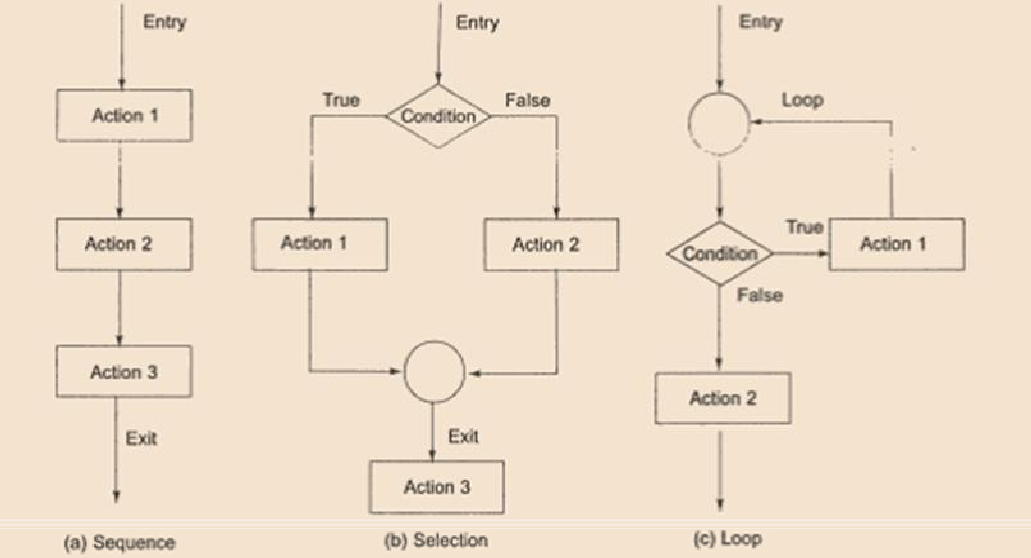 Entry
Action 1
Action 2
Action 3
Exit
(a) Sequence
Entry
True
False
Condition
Action 1
Action 2
Exit
Action 3
(b) Selection
Entry
Loop
Condition
True
Action 1
False
Action 2
(c) Loop